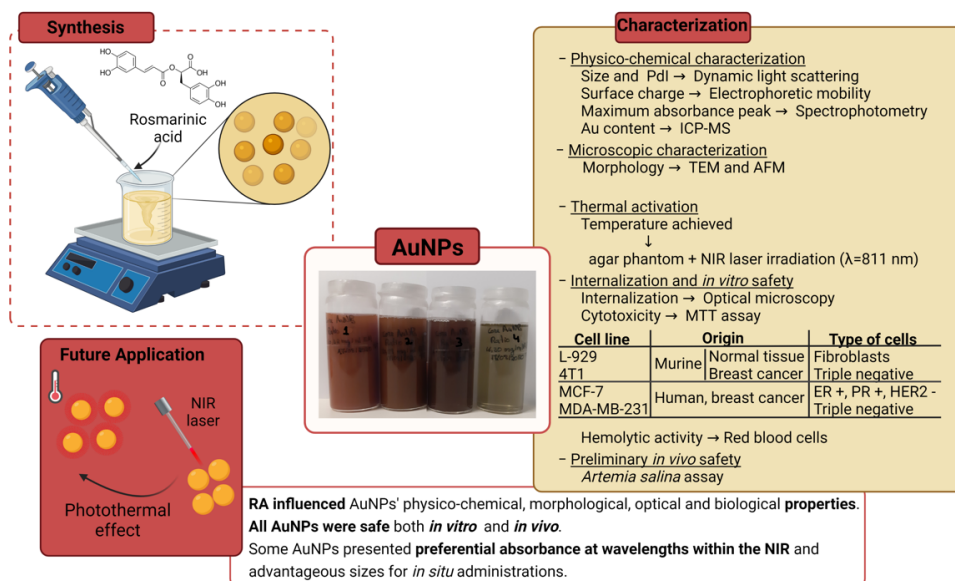 Synthesis
HO
HO
O
O
O
OH
OH
OH
Rosmarinic
acid
AuNPs
1
2
3
4
Future Application
NIR
laser
Photothermal
effect
Characterization
– Physico-chemical characterization
Size and PdI → Dynamic light scattering
Surface charge → Electrophoretic mobility
Maximum absorbance peak → Spectrophotometry
Au content → ICP-MS
– Microscopic characterization
Morphology → TEM and AFM
– Thermal activation
Temperature achieved
↓
agar phantom + NIR laser irradiation (λ=811 nm)
– Internalization and in vitro safety
Internalization → Optical microscopy
Cytotoxicity → MTT assay
Cell line Origin Type of cells
L-929 Murine Normal tissue Fibroblasts
4T1 Breast cancer Triple negative
MCF-7 Human, breast cancer ER +, PR +, HER2 -
MDA-MB-231 Triple negative
Hemolytic activity → Red blood cells
– Preliminary in vivo safety
Artemia salina assay
RA influenced AuNPs' physico-chemical, morphological, optical and biological properties.
All AuNPs were safe both in vitro and in vivo.
Some AuNPs presented preferential absorbance at wavelengths within the NIR and
advantageous sizes for in situ administrations.